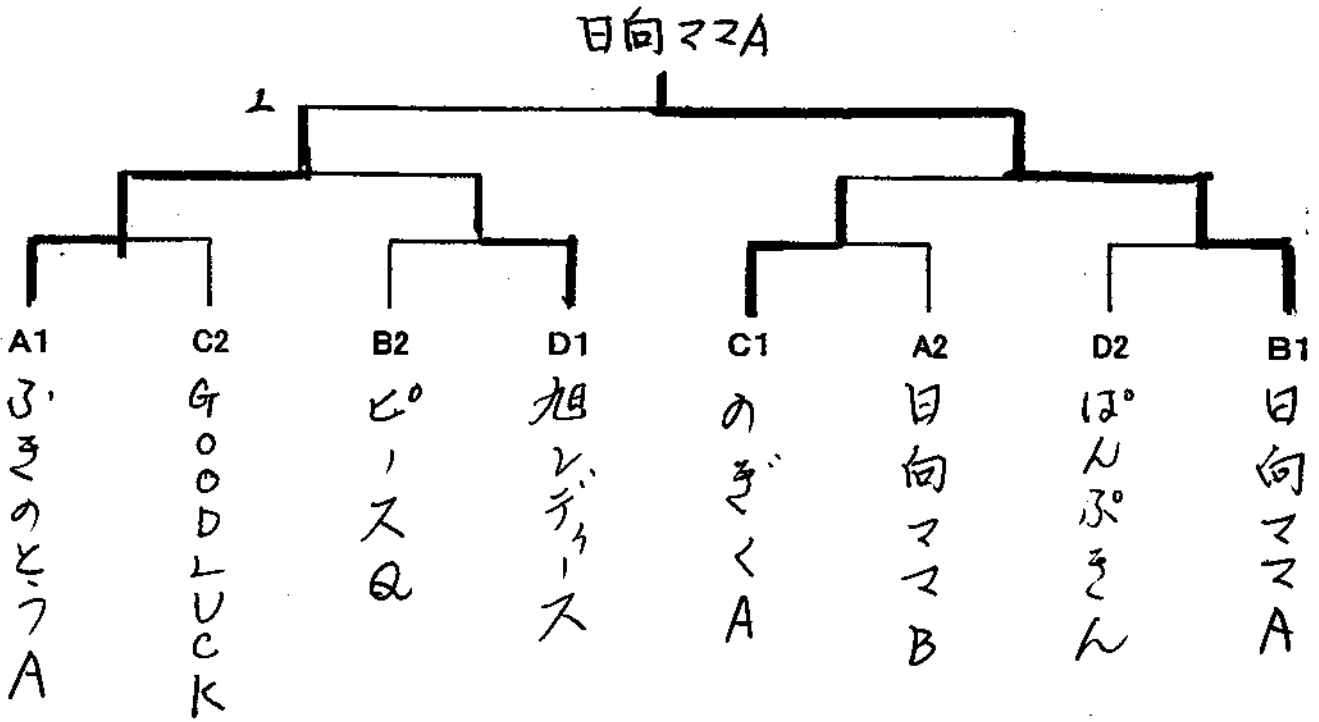 日向ママA
1
A1
C2
B2
D1
C1
A2
D2
B1
ふきのとうA
GOODLUCK
ピースQ
旭レディース
のぎくA
日向ママB
ぱんぷきん
日向ママA